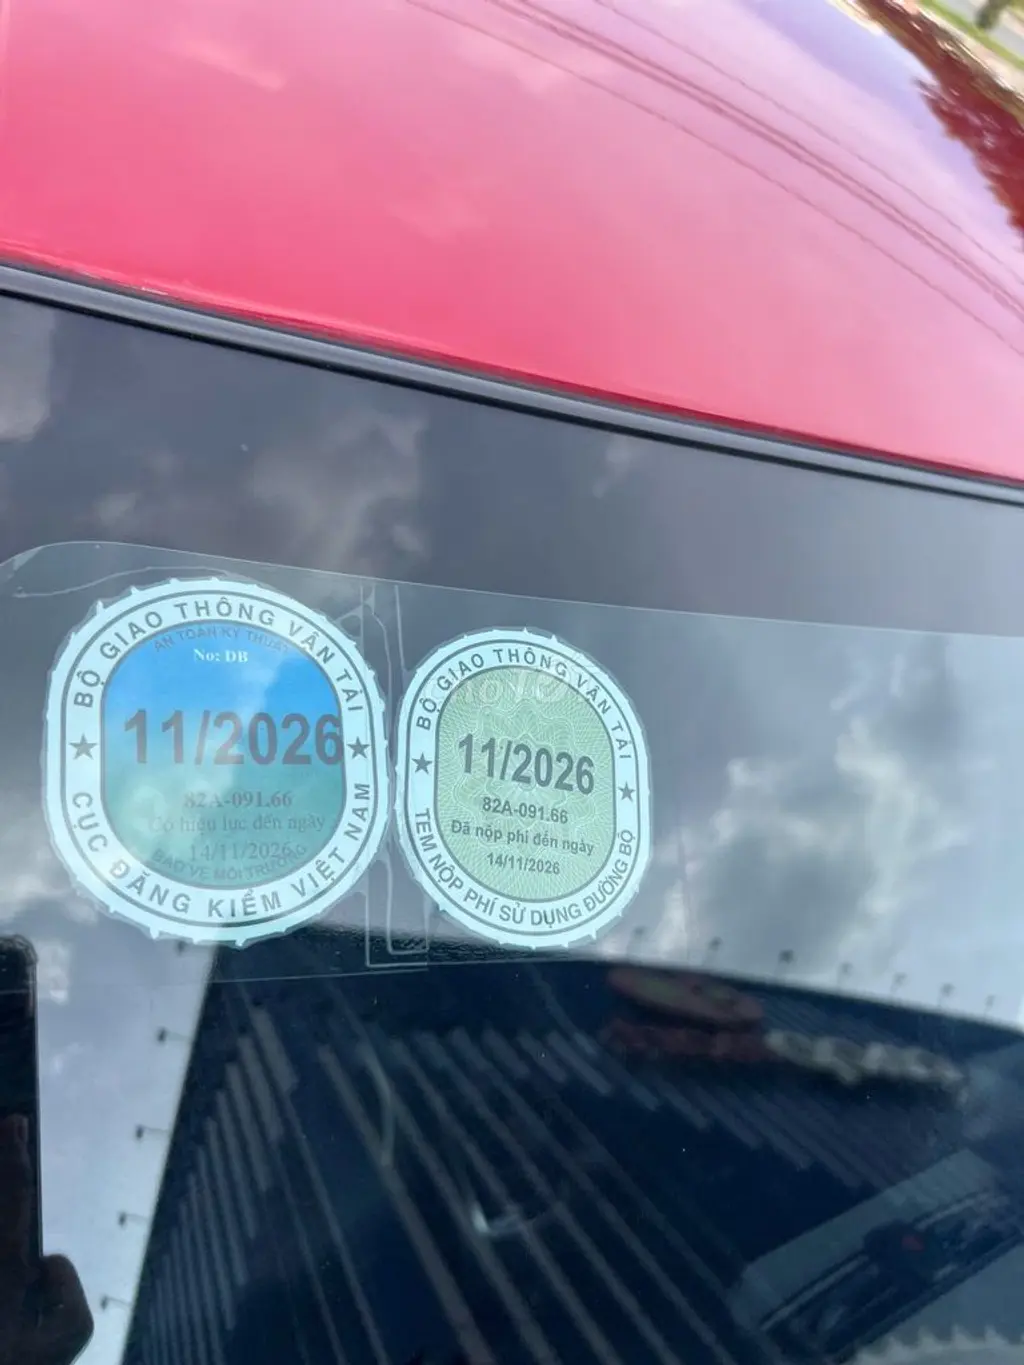 BỘ GIAO THÔNG VẬN TẢI
AN TOÀN KỸ THUẬT
No: DB
11/2026
82A-091.66
Có hiệu lực đến ngày
14/11/2026
BẢO VỆ MÔI TRƯỜNG
CỤC ĐĂNG KIỂM VIỆT NAM
BỘ GIAO THÔNG VẬN TẢI
11/2026
82A-091.66
Đã nộp phí đến ngày
14/11/2026
TEM NỘP PHÍ SỬ DỤNG ĐƯỜNG BỘ